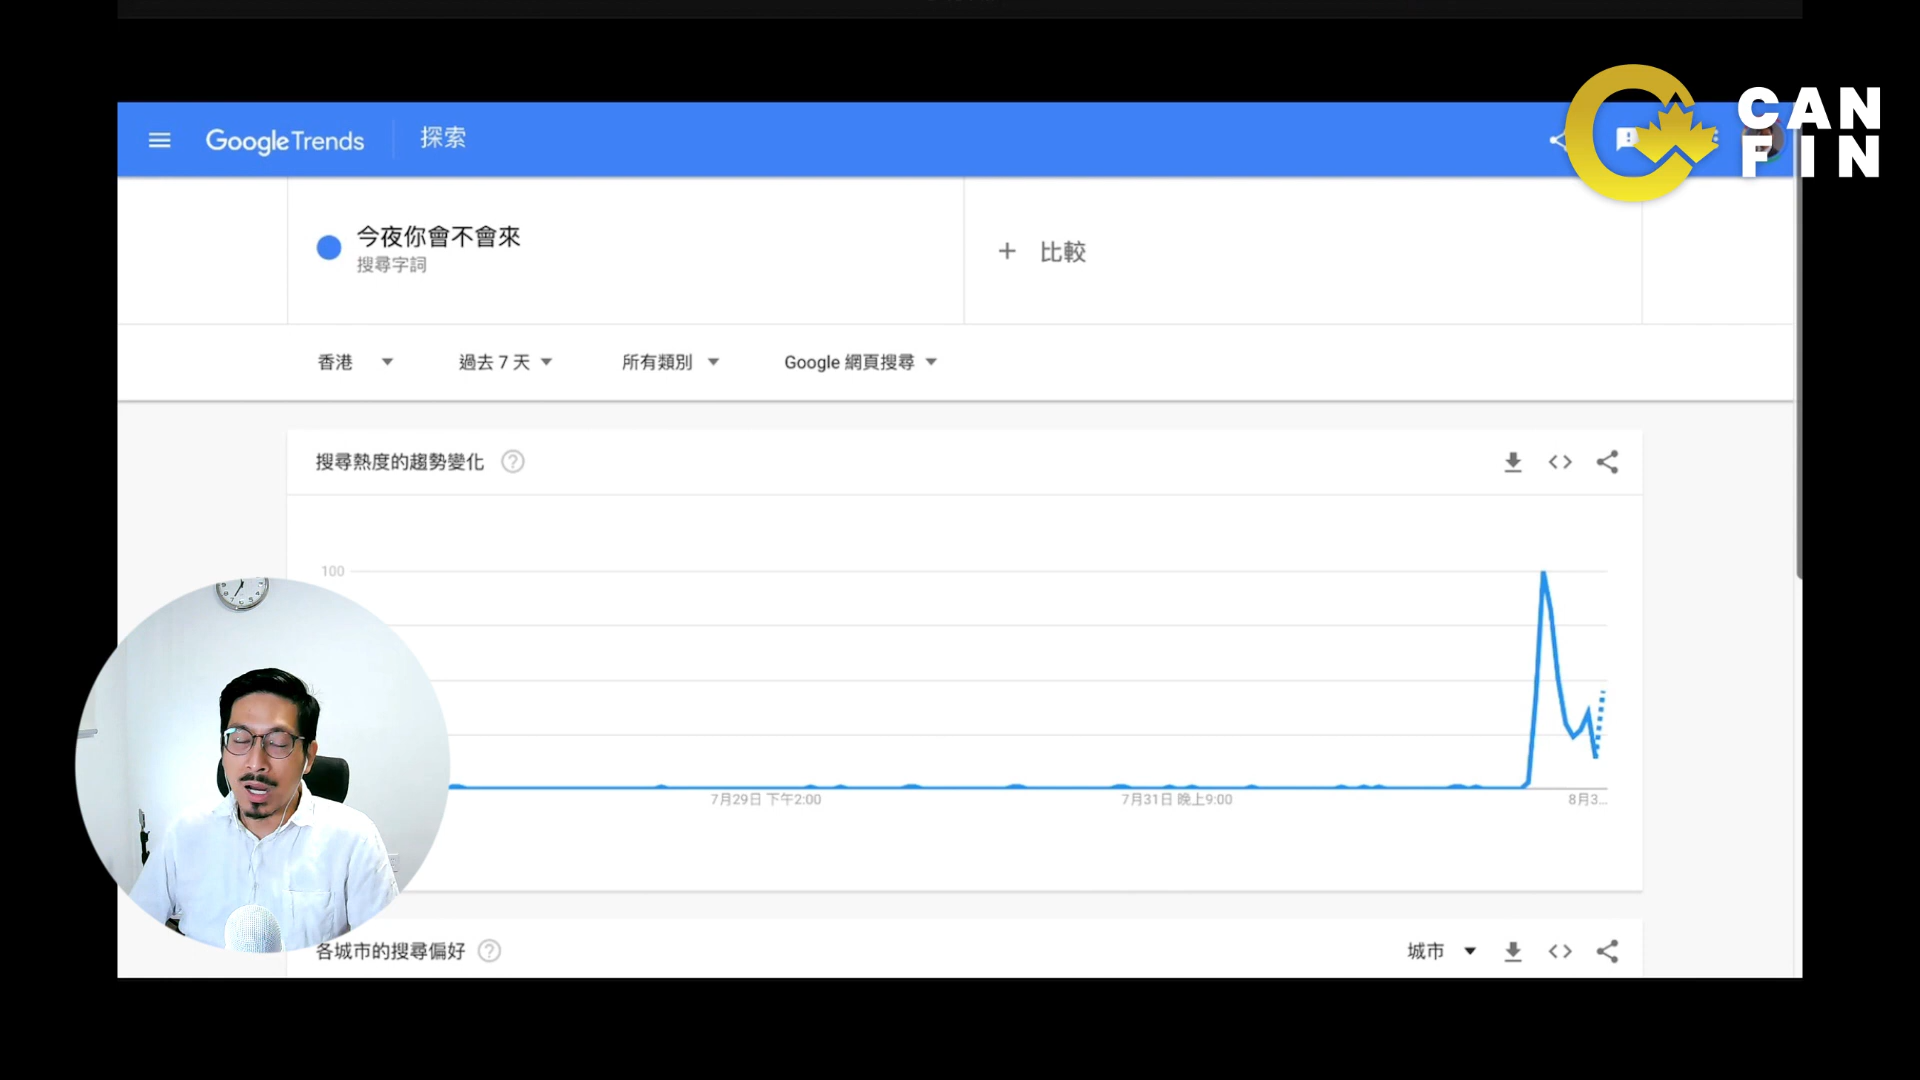 Google Trends
探索
CAN
FIN
今夜你會不會來
搜尋字詞
+ 比較
香港
過去 7 天
所有類別
Google 網頁搜尋
搜尋熱度的趨勢變化
100
7月29日 下午2:00
7月31日 晚上9:00
8月3...
各城市的搜尋偏好
城市